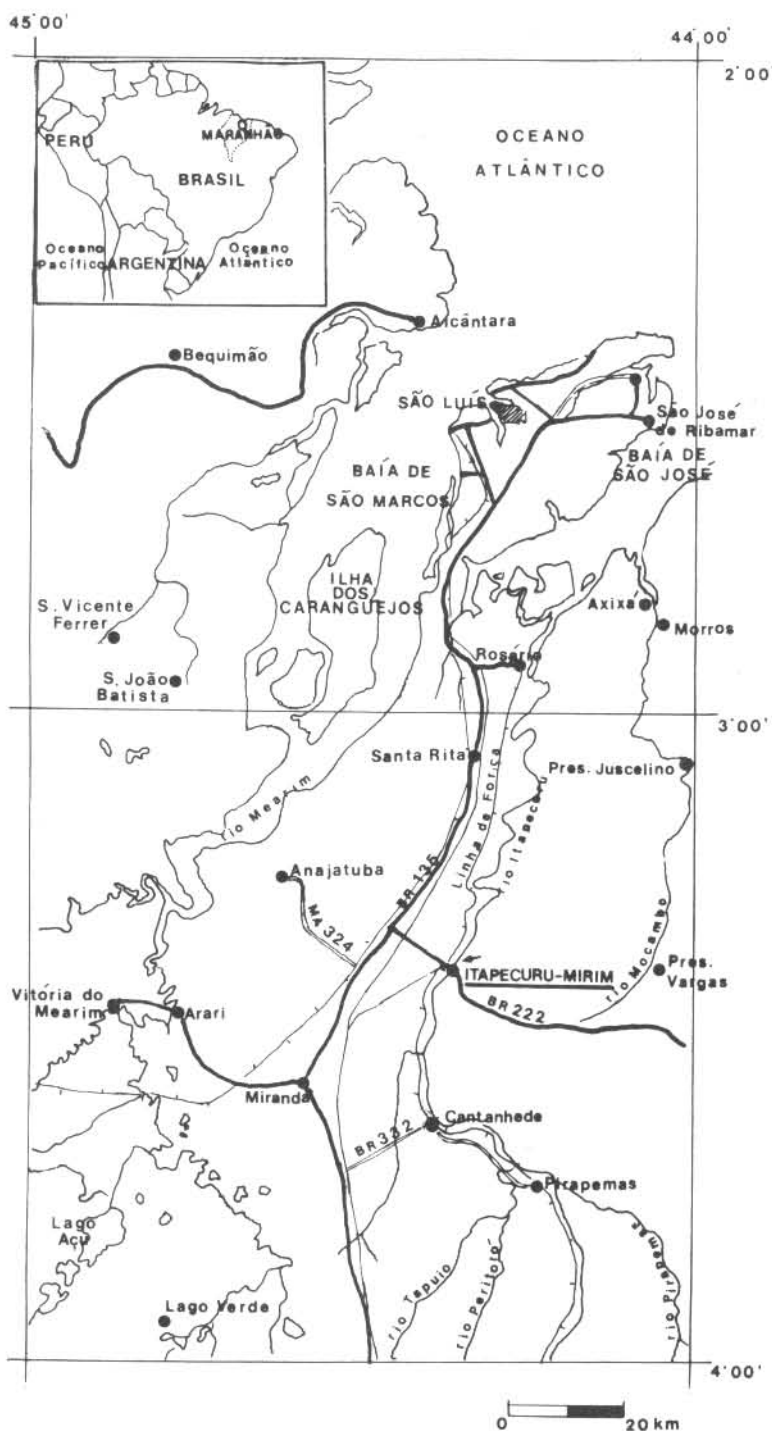 45°00'
44°00'
2°00'
PERU
MARANHÃO
BRASIL
Oceano
Pacífico
ARGENTINA
Oceano
Atlântico
OCEANO
ATLÂNTICO
Alcântara
Bequimão
SÃO LUÍS
São José
de Ribamar
BAÍA DE
SÃO JOSÉ
BAÍA DE
SÃO MARCOS
ILHA
DOS
CARANGUEJOS
S. Vicente
Ferrer
S. João
Batista
Axixá
Morros
Rosário
3°00'
Santa Rita
Pres. Juscelino
rio Mearim
Linha de Força
rio Itapecuru
BR 135
Anajatuba
MA 324
ITAPECURU-MIRIM
rio Mocambo
Pres.
Vargas
BR 222
Vitória do
Mearim
Arari
Miranda
BR 332
Cantanhede
Pirapemas
Lago
Açu
Lago Verde
rio Tapuio
rio Peritoró
rio Pirapemas
4°00'
0
20 km